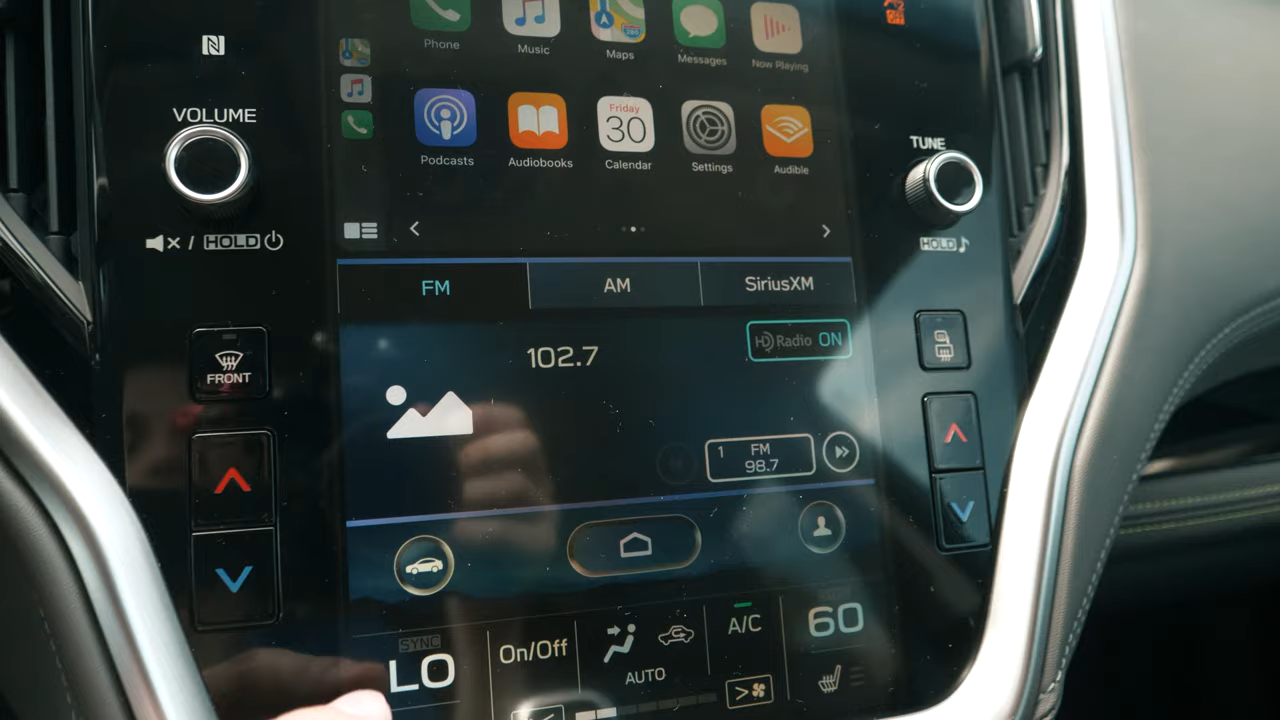 Phone
Music
Maps
Messages
Now Playing
VOLUME
Podcasts
Audiobooks
Friday
30
Calendar
Settings
Audible
TUNE
/ HOLD
HOLD
FM
AM
SiriusXM
102.7
HD Radio ON
FRONT
1 FM
98.7
SYNC
LO
On/Off
AUTO
A/C
60